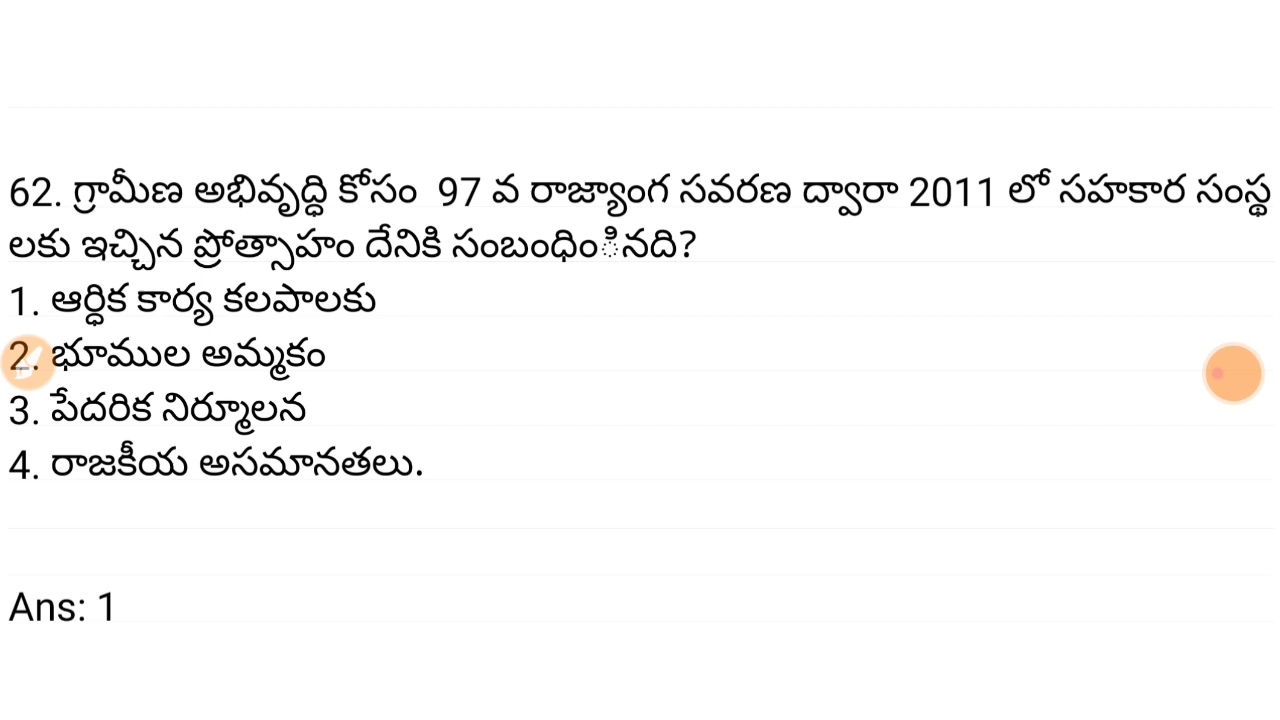 62. గ్రామీణ అభివృద్ధి కోసం 97 వ రాజ్యాంగ సవరణ ద్వారా 2011 లో సహకార సంస్థ
లకు ఇచ్చిన ప్రోత్సాహం దేనికి సంబంధింినది?
1. ఆర్ధిక కార్య కలపాలకు
2. భూముల అమ్మకం
3. పేదరిక నిర్మూలన
4. రాజకీయ అసమానతలు.
Ans: 1